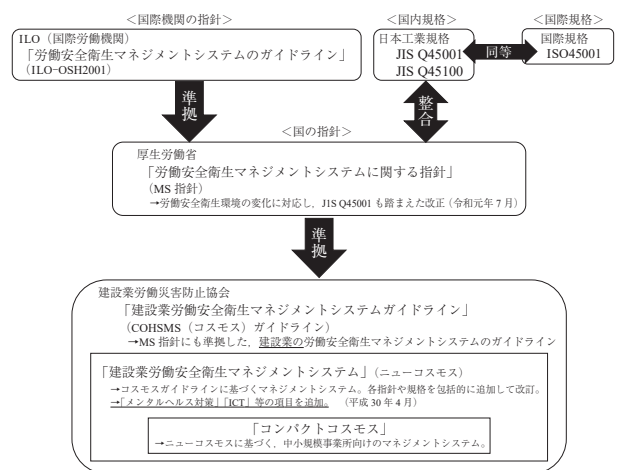 <国際機関の指針>
ILO(国際労働機関)
「労働安全衛生マネジメントシステムのガイドライン」
(ILO-OSH2001)
<国内規格>
日本工業規格
JIS Q45001
JIS Q45100
同等
<国際規格>
国際規格
ISO45001
準拠
整合
<国の指針>
厚生労働省
「労働安全衛生マネジメントシステムに関する指針」
(MS 指針)
→労働安全衛生環境の変化に対応し,JIS Q45001 も踏まえた改正(令和元年7月)
準拠
建設業労働災害防止協会
「建設業労働安全衛生マネジメントシステムガイドライン」
(COHSMS(コスモス)ガイドライン)
→MS 指針にも準拠した,建設業の労働安全衛生マネジメントシステムのガイドライン
「建設業労働安全衛生マネジメントシステム」(ニューコスモス)
→コスモスガイドラインに基づくマネジメントシステム。各指針や規格を包括的に追加して改訂。
→「メンタルヘルス対策」「ICT」等の項目を追加。 (平成 30 年 4 月)
「コンパクトコスモス」
→ニューコスモスに基づく,中小規模事業所向けのマネジメントシステム。